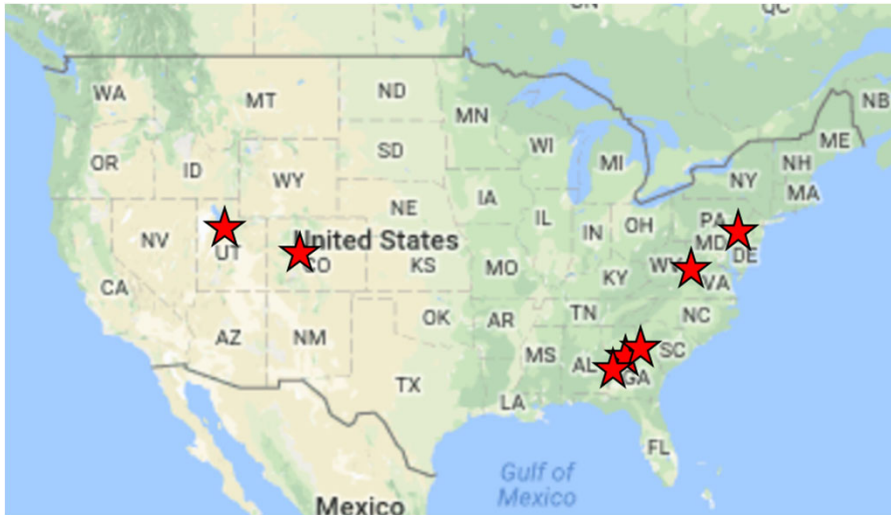 ON
QC
NB
WA
MT
ND
MN
ME
OR
ID
SD
WI
MI
NH
WY
NY
MA
IA
NE
PA
NV
UT
United States
IL
IN
OH
MD
DE
CO
KS
MO
KY
WV
VA
CA
OK
AR
TN
NC
AZ
NM
MS
AL
SC
GA
TX
LA
FL
Gulf of
Mexico
Mexico